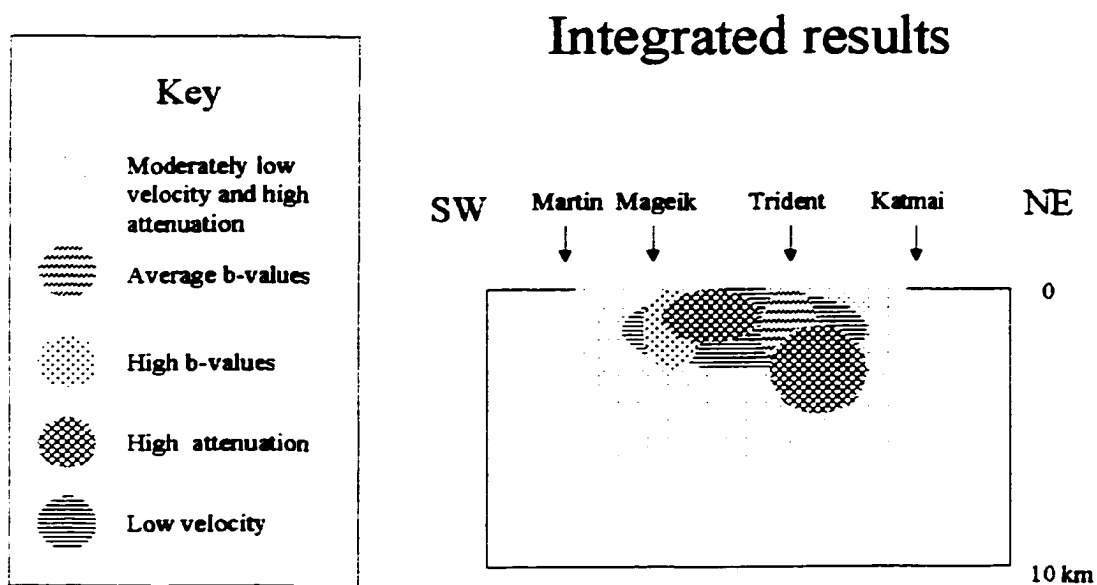 Integrated results
Key
Moderately low
velocity and high
attenuation
Average b-values
High b-values
High attenuation
Low velocity
SW
Martin
Mageik
Trident
Katmai
NE
0
10 km